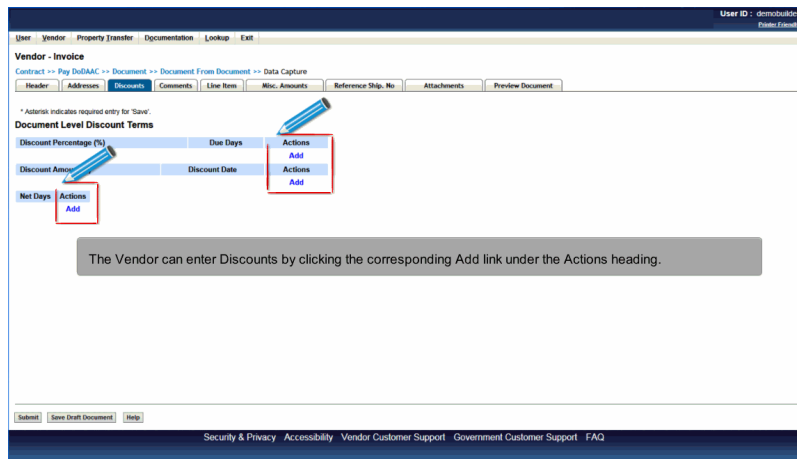 User ID : demobuilde
Printer Friendl
User Vendor Property Transfer Documentation Lookup Exit
Vendor - Invoice
Contract >> Pay DoDAAC >> Document >> Document From Document >> Data Capture
Header Addresses Discounts Comments Line Item Misc. Amounts Reference Ship. No Attachments Preview Document
* Asterisk indicates required entry for 'Save'.
Document Level Discount Terms
Discount Percentage (%) Due Days Actions
Add
Discount Discount Date Actions
Add
Net Days Actions
Add
The Vendor can enter Discounts by clicking the corresponding Add link under the Actions heading.
Submit Save Draft Document Help
Security & Privacy Accessibility Vendor Customer Support Government Customer Support FAQ